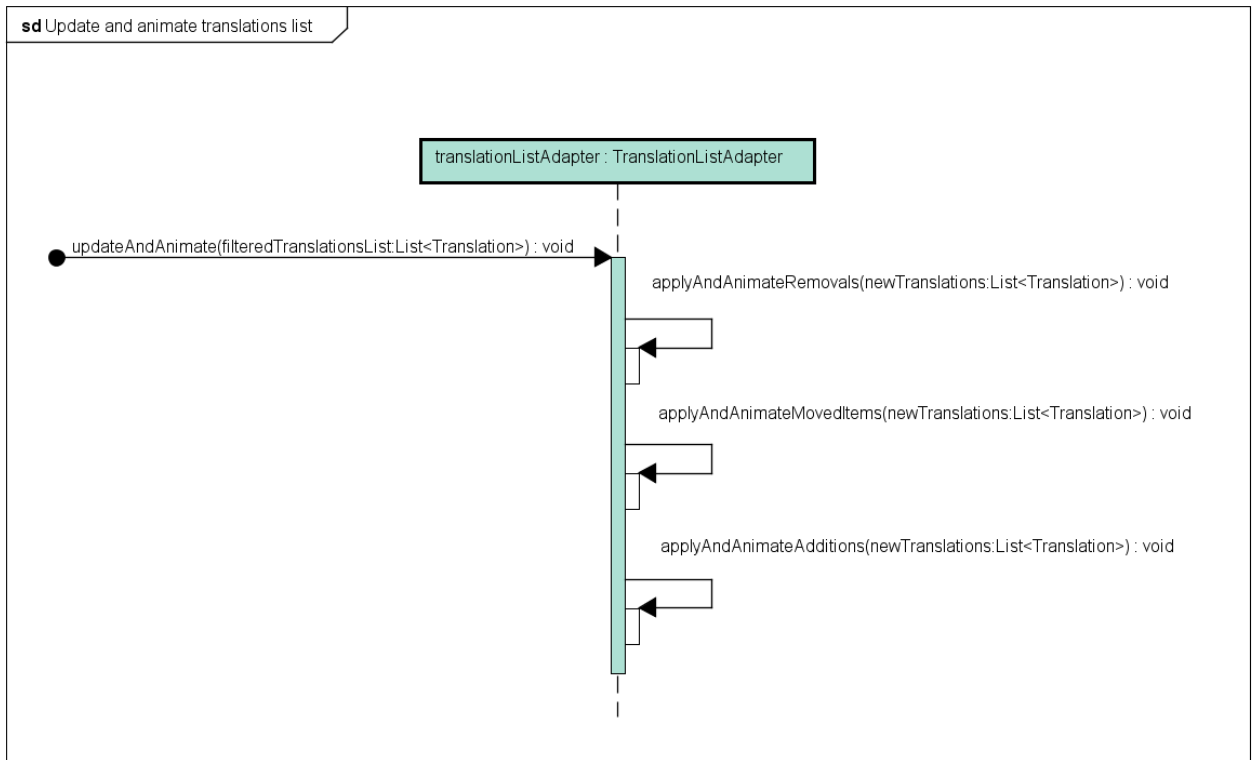 sd Update and animate translations list
translationListAdapter : TranslationListAdapter
updateAndAnimate(filteredTranslationsList:List<Translation>) : void
applyAndAnimateRemovals(newTranslations:List<Translation>) : void
applyAndAnimateMovedItems(newTranslations:List<Translation>) : void
applyAndAnimateAdditions(newTranslations:List<Translation>) : void